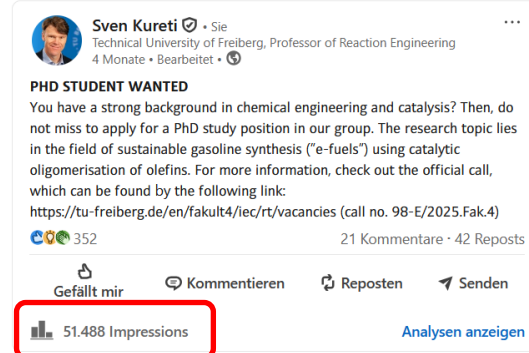 Sven Kureti • Sie
Technical University of Freiberg, Professor of Reaction Engineering
4 Monate • Bearbeitet •
PHD STUDENT WANTED
You have a strong background in chemical engineering and catalysis? Then, do
not miss to apply for a PhD study position in our group. The research topic lies
in the field of sustainable gasoline synthesis ("e-fuels") using catalytic
oligomerisation of olefins. For more information, check out the official call,
which can be found by the following link:
https://tu-freiberg.de/en/fakult4/iec/rt/vacancies (call no. 98-E/2025.Fak.4)
352 21 Kommentare · 42 Reposts
Gefällt mir Kommentieren Reposten Senden
51.488 Impressions Analysen anzeigen